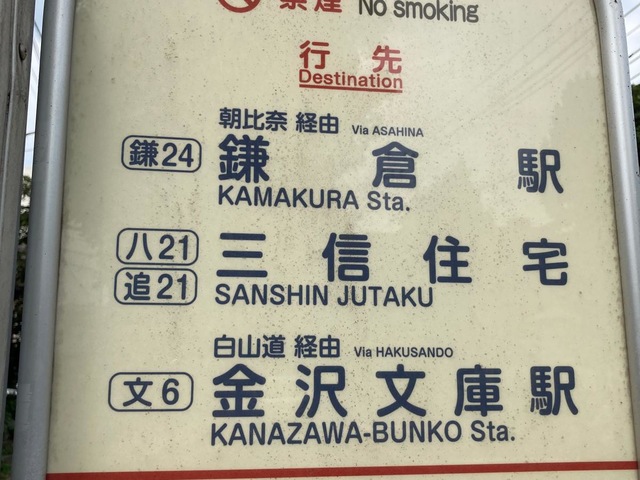 禁煙 No smoking
行先
Destination
朝比奈 経由 Via ASAHINA
鎌24 鎌倉駅
KAMAKURA Sta.
八21 三信住宅
追21 SANSHIN JUTAKU
白山道 経由 Via HAKUSANDO
文6 金沢文庫駅
KANAZAWA-BUNKO Sta.